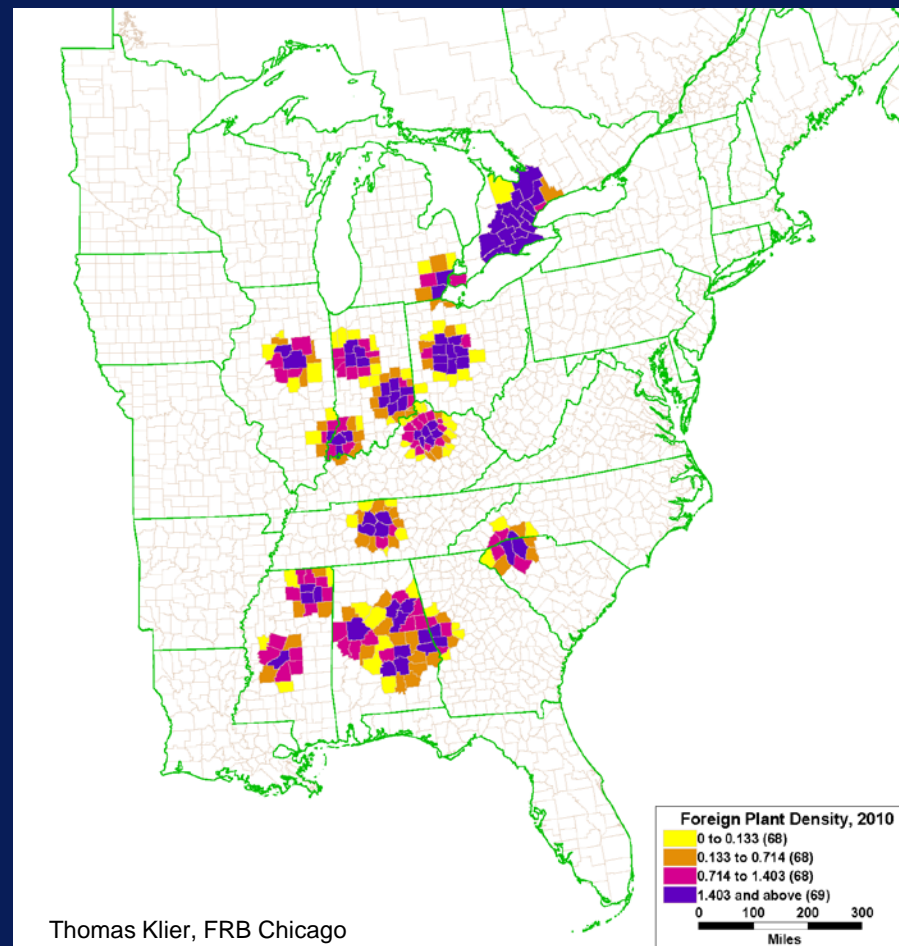 Foreign Plant Density, 2010
0 to 0.133 (68)
0.133 to 0.714 (68)
0.714 to 1.403 (68)
1.403 and above (69)
0 100 200 300
Miles
Thomas Klier, FRB Chicago